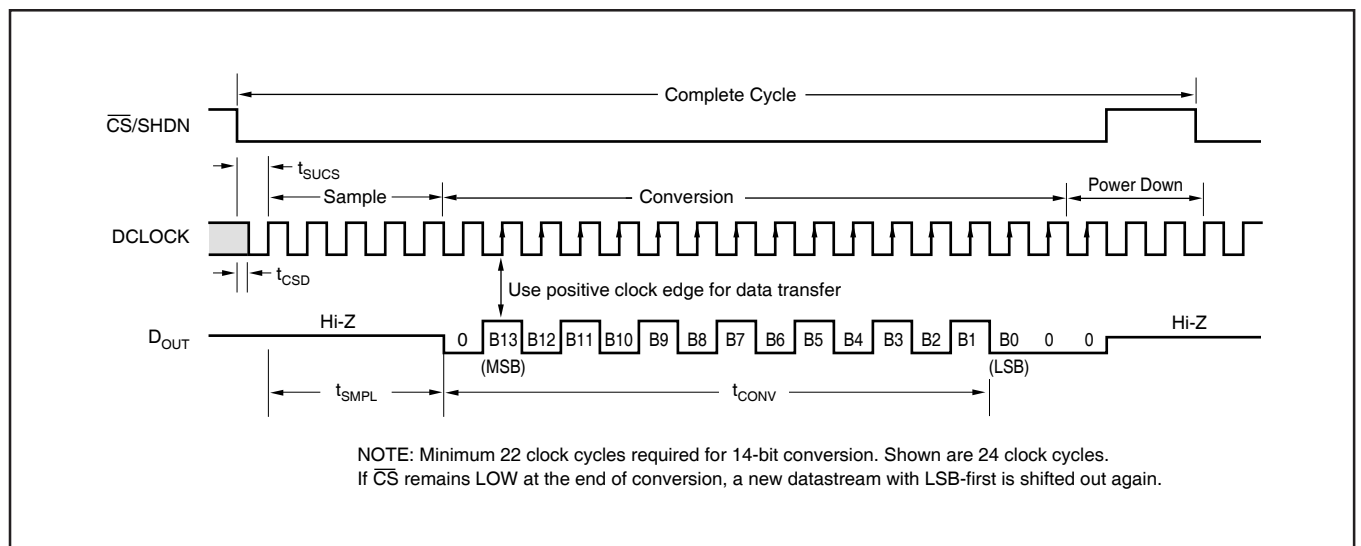 Complete Cycle
CS/SHDN
tSUCS
Sample
Conversion
Power Down
DCLOCK
tCSD
Use positive clock edge for data transfer
Hi-Z
DOUT
0 B13 B12 B11 B10 B9 B8 B7 B6 B5 B4 B3 B2 B1 B0 0 0
Hi-Z
(MSB)
(LSB)
tSMPL
tCONV
NOTE: Minimum 22 clock cycles required for 14-bit conversion. Shown are 24 clock cycles.
If CS remains LOW at the end of conversion, a new datastream with LSB-first is shifted out again.